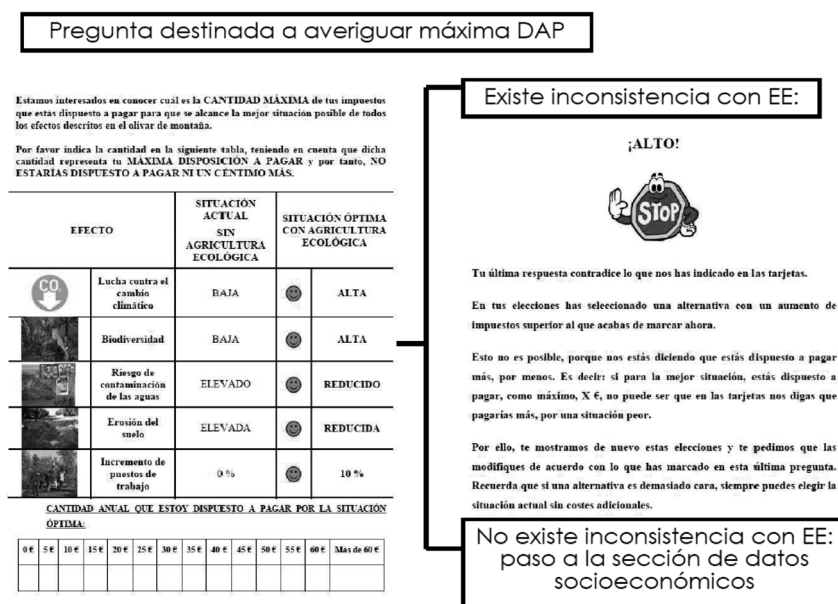 Pregunta destinada a averiguar máxima DAP
Estamos interesados en conocer cuál es la CANTIDAD MÁXIMA de tus impuestos
que estás dispuesto a pagar para que se alcance la mejor situación posible de todos
los efectos descritos en el olivar de montaña.
Por favor indica la cantidad en la siguiente tabla, teniendo en cuenta que dicha
cantidad representa tu MÁXIMA DISPOSICIÓN A PAGAR y por tanto, NO
ESTARÍAS DISPUESTO A PAGAR NI UN CÉNTIMO MÁS.
EFECTO
SITUACIÓN
ACTUAL
SIN
AGRICULTURA
ECOLÓGICA
SITUACIÓN ÓPTIMA
CON AGRICULTURA
ECOLÓGICA
CO2
Lucha contra el
cambio
climático
BAJA
ALTA
Biodiversidad
BAJA
ALTA
Riesgo de
contaminación
de las aguas
ELEVADO
REDUCIDO
Erosión del
suelo
ELEVADA
REDUCIDA
Incremento de
puestos de
trabajo
0 %
10 %
CANTIDAD ANUAL QUE ESTOY DISPUESTO A PAGAR POR LA SITUACIÓN
ÓPTIMA:
0 € 5 € 10 € 15 € 20 € 25 € 30 € 35 € 40 € 45 € 50 € 55 € 60 € Más de 60 €
Existe inconsistencia con EE:
¡ALTO!
STOP
Tu última respuesta contradice lo que nos has indicado en las tarjetas.
En tus elecciones has seleccionado una alternativa con un aumento de
impuestos superior al que acabas de marcar ahora.
Esto no es posible, porque nos estás diciendo que estás dispuesto a pagar
más, por menos. Es decir: si para la mejor situación, estás dispuesto a
pagar, como máximo, X €, no puede ser que en las tarjetas nos digas que
pagarías más, por una situación peor.
Por ello, te mostramos de nuevo estas elecciones y te pedimos que las
modifiques de acuerdo con lo que has marcado en esta última pregunta.
Recuerda que si una alternativa es demasiado cara, siempre puedes elegir la
situación actual sin costes adicionales.
No existe inconsistencia con EE:
paso a la sección de datos
socioeconómicos